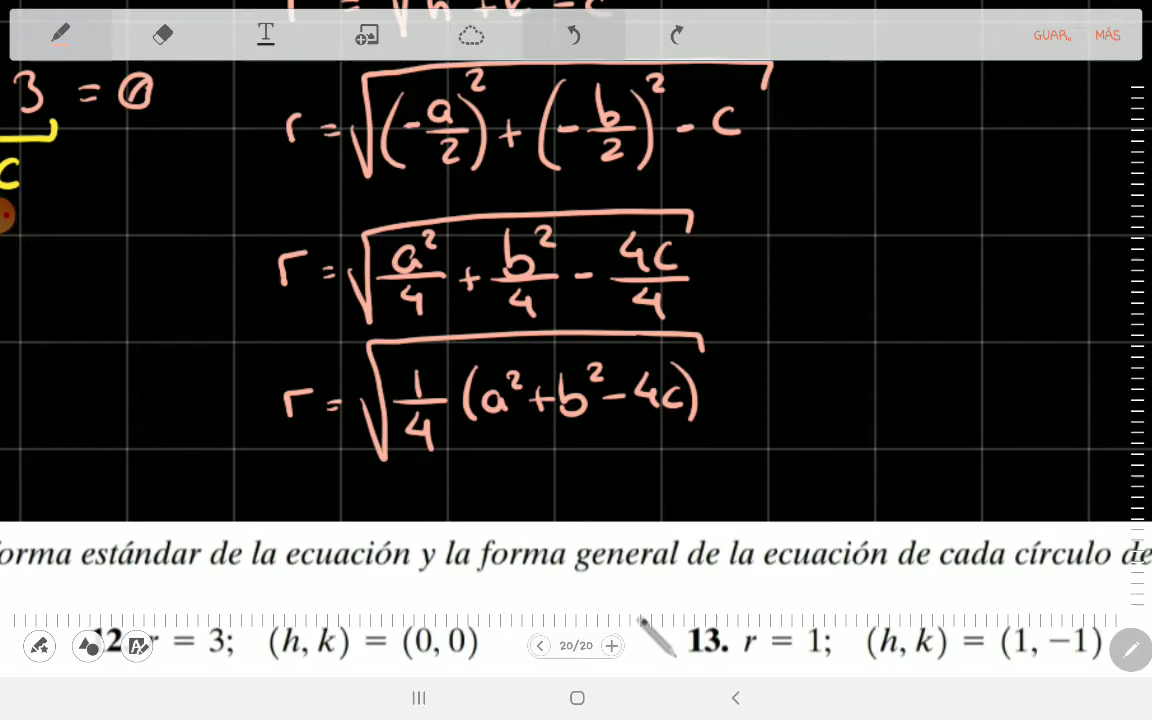 r = √h + k - c
GUAR. MÁS
3 = 0
r = √(-a/2)² + (-b/2)² - c
c
r = √a²/4 + b²/4 - 4c/4
r = √1/4 (a² + b² - 4c)
forma estándar de la ecuación y la forma general de la ecuación de cada círculo de
12 r = 3; (h, k) = (0, 0)
20/20
13. r = 1; (h, k) = (1, −1)